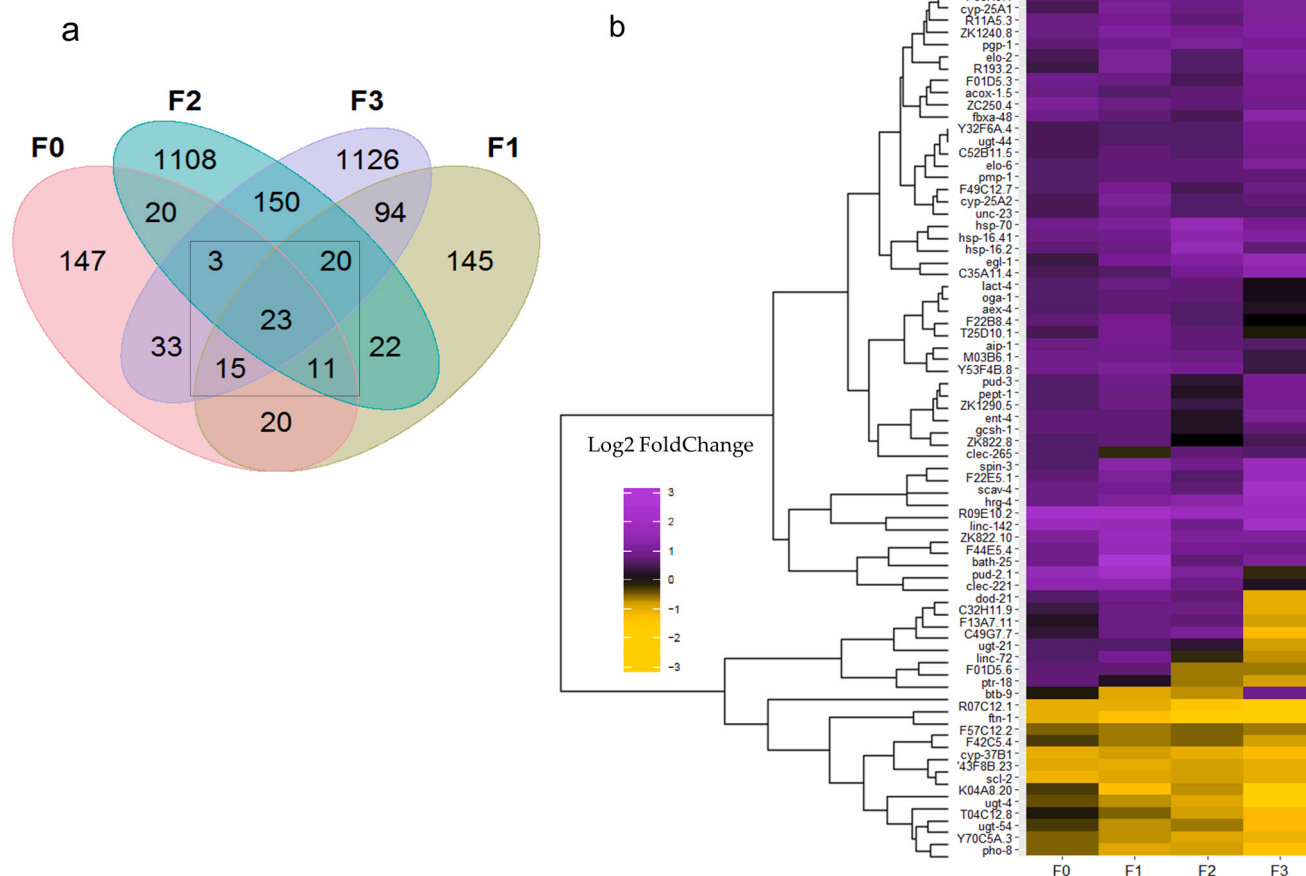 a
b
F2
F3
F0
F1
1108
1126
20
150
94
147
3
20
145
23
33
15
11
22
20
Log2 FoldChange
3
2
1
0
-1
-2
-3
cyp-25A1
R11A5.3
ZK1240.8
pgp-1
elo-2
R193.2
F01D5.3
acox-1.5
ZC250.4
fbxa-48
Y32F6A.4
ugt-44
C52B11.5
elo-6
pmp-1
F49C12.7
cyp-25A2
unc-23
hsp-70
hsp-16.41
hsp-16.2
egl-1
C35A11.4
lact-4
oga-1
aex-4
F22B8.4
T25D10.1
aip-1
M03B6.1
Y53F4B.8
pud-3
pept-1
ZK1290.5
ent-4
gcsh-1
ZK822.8
clec-265
spin-3
F22E5.1
scav-4
hrg-4
R09E10.2
linc-142
ZK822.10
F44E5.4
bath-25
pud-2.1
clec-221
dod-21
C32H11.9
F13A7.11
C49G7.7
ugt-21
linc-72
F01D5.6
ptr-18
btb-9
R07C12.1
ftn-1
F57C12.2
F42C5.4
cyp-37B1
'43F8B.23
scl-2
K04A8.20
ugt-4
T04C12.8
ugt-54
Y70C5A.3
pho-8
F0 F1 F2 F3